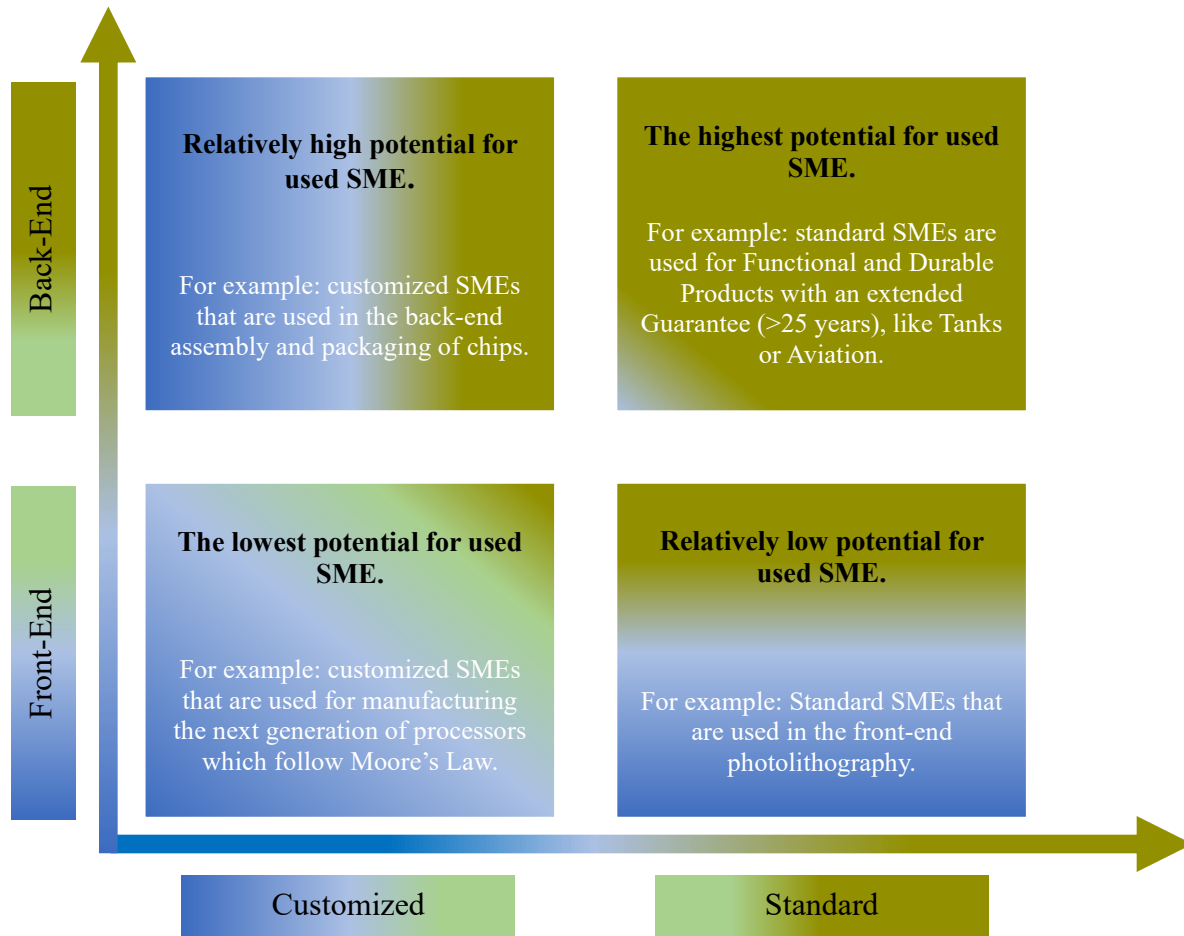 Back-End
Relatively high potential for
used SME.
For example: customized SMEs
that are used in the back-end
assembly and packaging of chips.
The highest potential for used
SME.
For example: standard SMEs are
used for Functional and Durable
Products with an extended
Guarantee (>25 years), like Tanks
or Aviation.
Front-End
The lowest potential for used
SME.
For example: customized SMEs
that are used for manufacturing
the next generation of processors
which follow Moore’s Law.
Relatively low potential for
used SME.
For example: Standard SMEs that
are used in the front-end
photolithography.
Customized
Standard